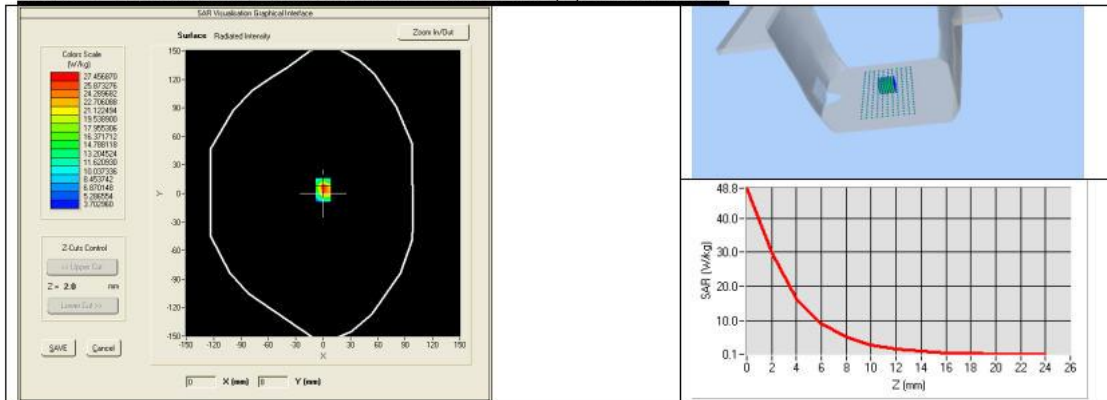 SAR Visualisation Graphical Interface
Surface Radiated Intensity
Zoom In/Out
Colors Scale
(W/kg)
27.456870
25.873276
24.289682
22.706088
21.122494
19.538900
17.955306
16.371712
14.788118
13.204524
11.620930
10.037336
8.453742
6.870148
5.286554
3.702960
150-
120-
90-
60-
30-
0-
-30-
-60-
-90-
-120-
-150-
Y
-150 -120 -90 -60 -30 0 30 60 90 120 150
X
Z-Cuts Control
<< Upper Cut
Z = 2.0 mm
Lower Cut >>
SAVE Cancel
0 X (mm) 8 Y (mm)
48.8-
40.0-
30.0-
20.0-
10.0-
0.1-
SAR (W/kg)
0 2 4 6 8 10 12 14 16 18 20 22 24 26
Z (mm)